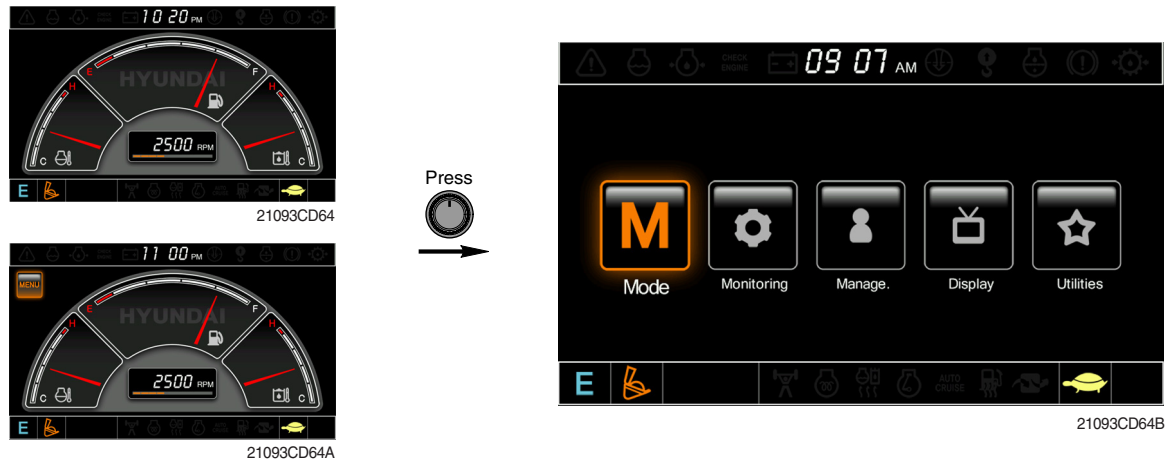 10 20 PM
E
F
HYUNDAI
H
H
2500 RPM
C
C
E
21093CD64
11 00 PM
MENU
E
F
HYUNDAI
H
H
2500 RPM
C
C
E
21093CD64A
Press
CHECK
ENGINE
09 07 AM
M
Mode
Monitoring
Manage.
Display
Utilities
E
AUTO
CRUISE
21093CD64B